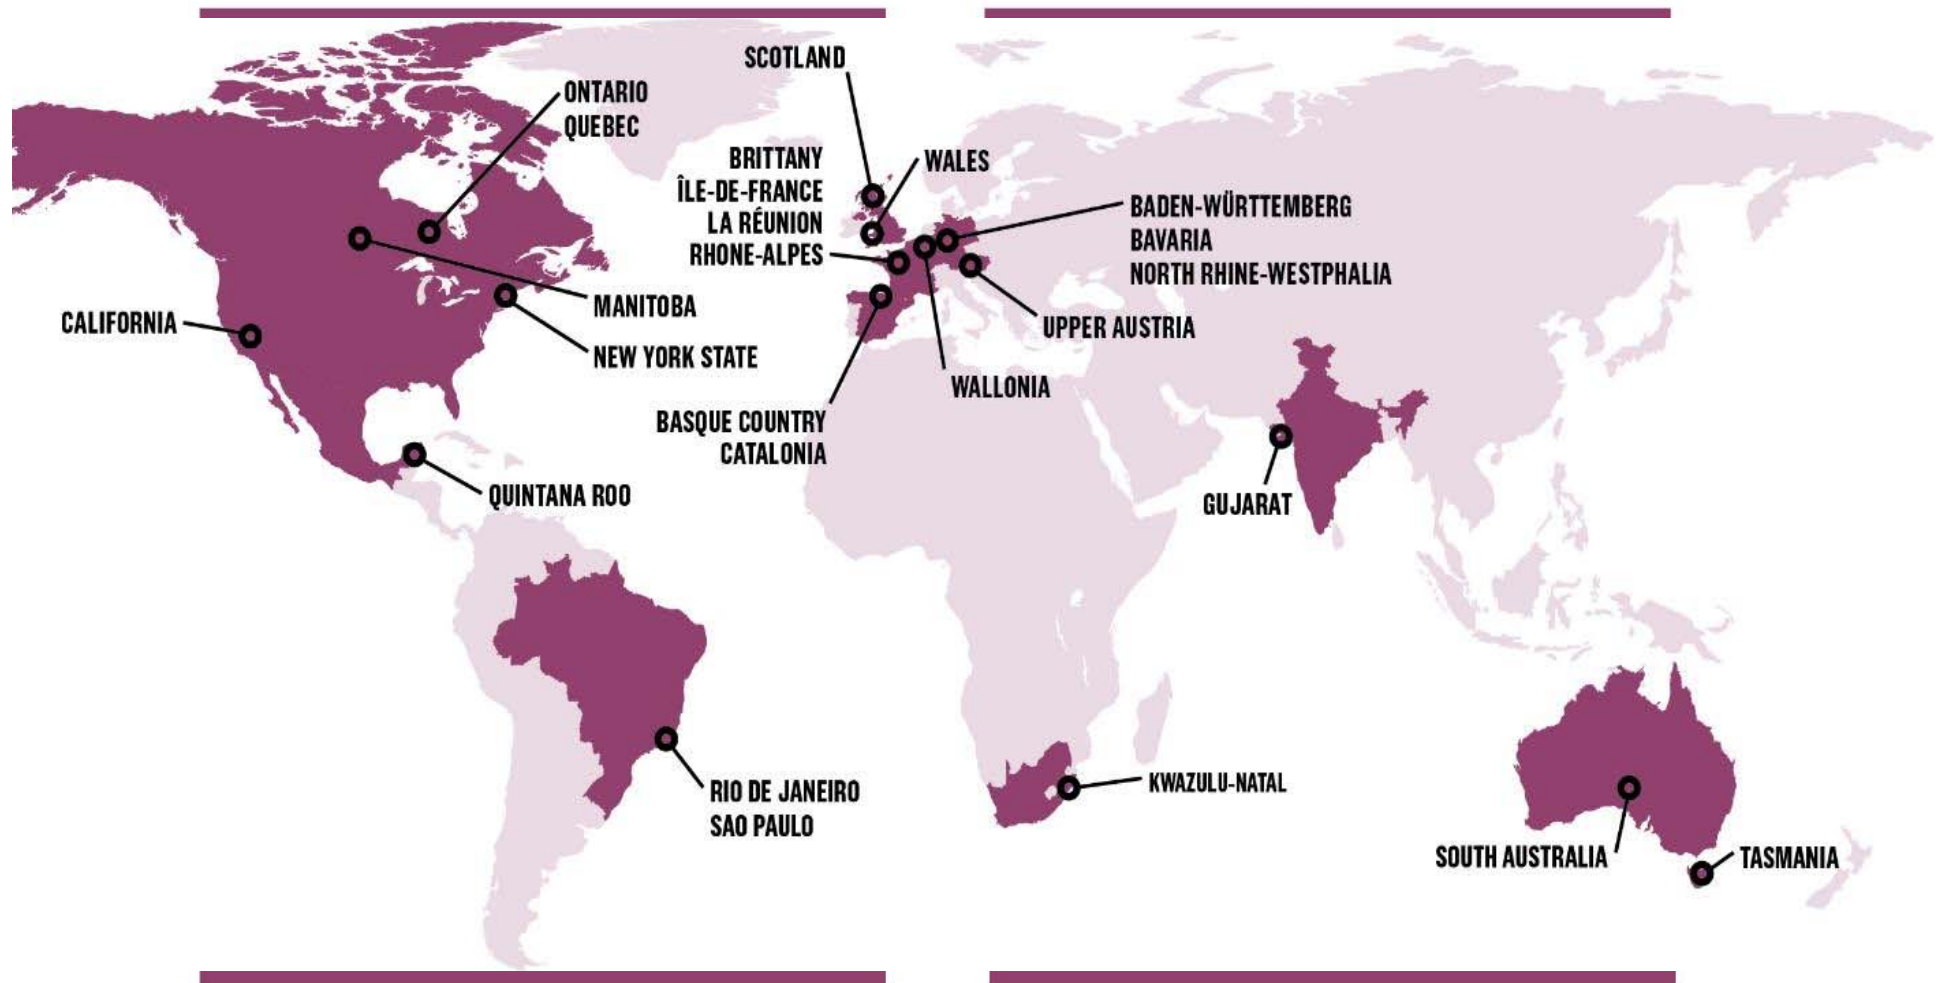 SCOTLAND
ONTARIO
QUEBEC
BRITTANY
ÎLE-DE-FRANCE
LA RÉUNION
RHONE-ALPES
WALES
BADEN-WÜRTTEMBERG
BAVARIA
NORTH RHINE-WESTPHALIA
MANITOBA
CALIFORNIA
NEW YORK STATE
UPPER AUSTRIA
WALLONIA
BASQUE COUNTRY
CATALONIA
QUINTANA ROO
GUJARAT
RIO DE JANEIRO
SAO PAULO
KWAZULU-NATAL
SOUTH AUSTRALIA
TASMANIA